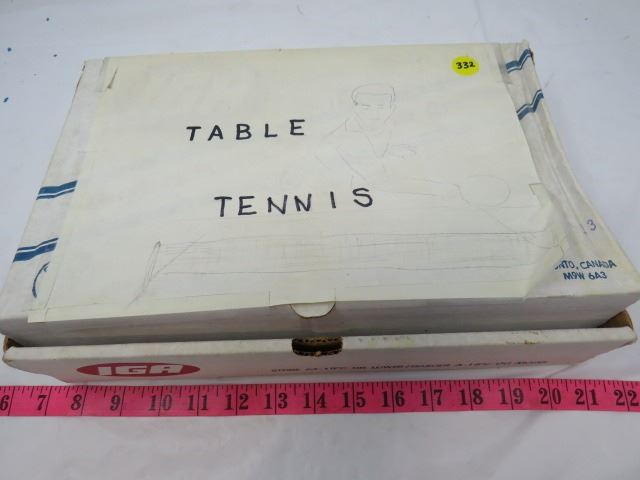 332
TABLE
TENNIS
3
ONTO, CANADA
M9W 6A3
IGA
6 7 8 9 10 11 12 13 14 15 16 17 18 19 20 21 22